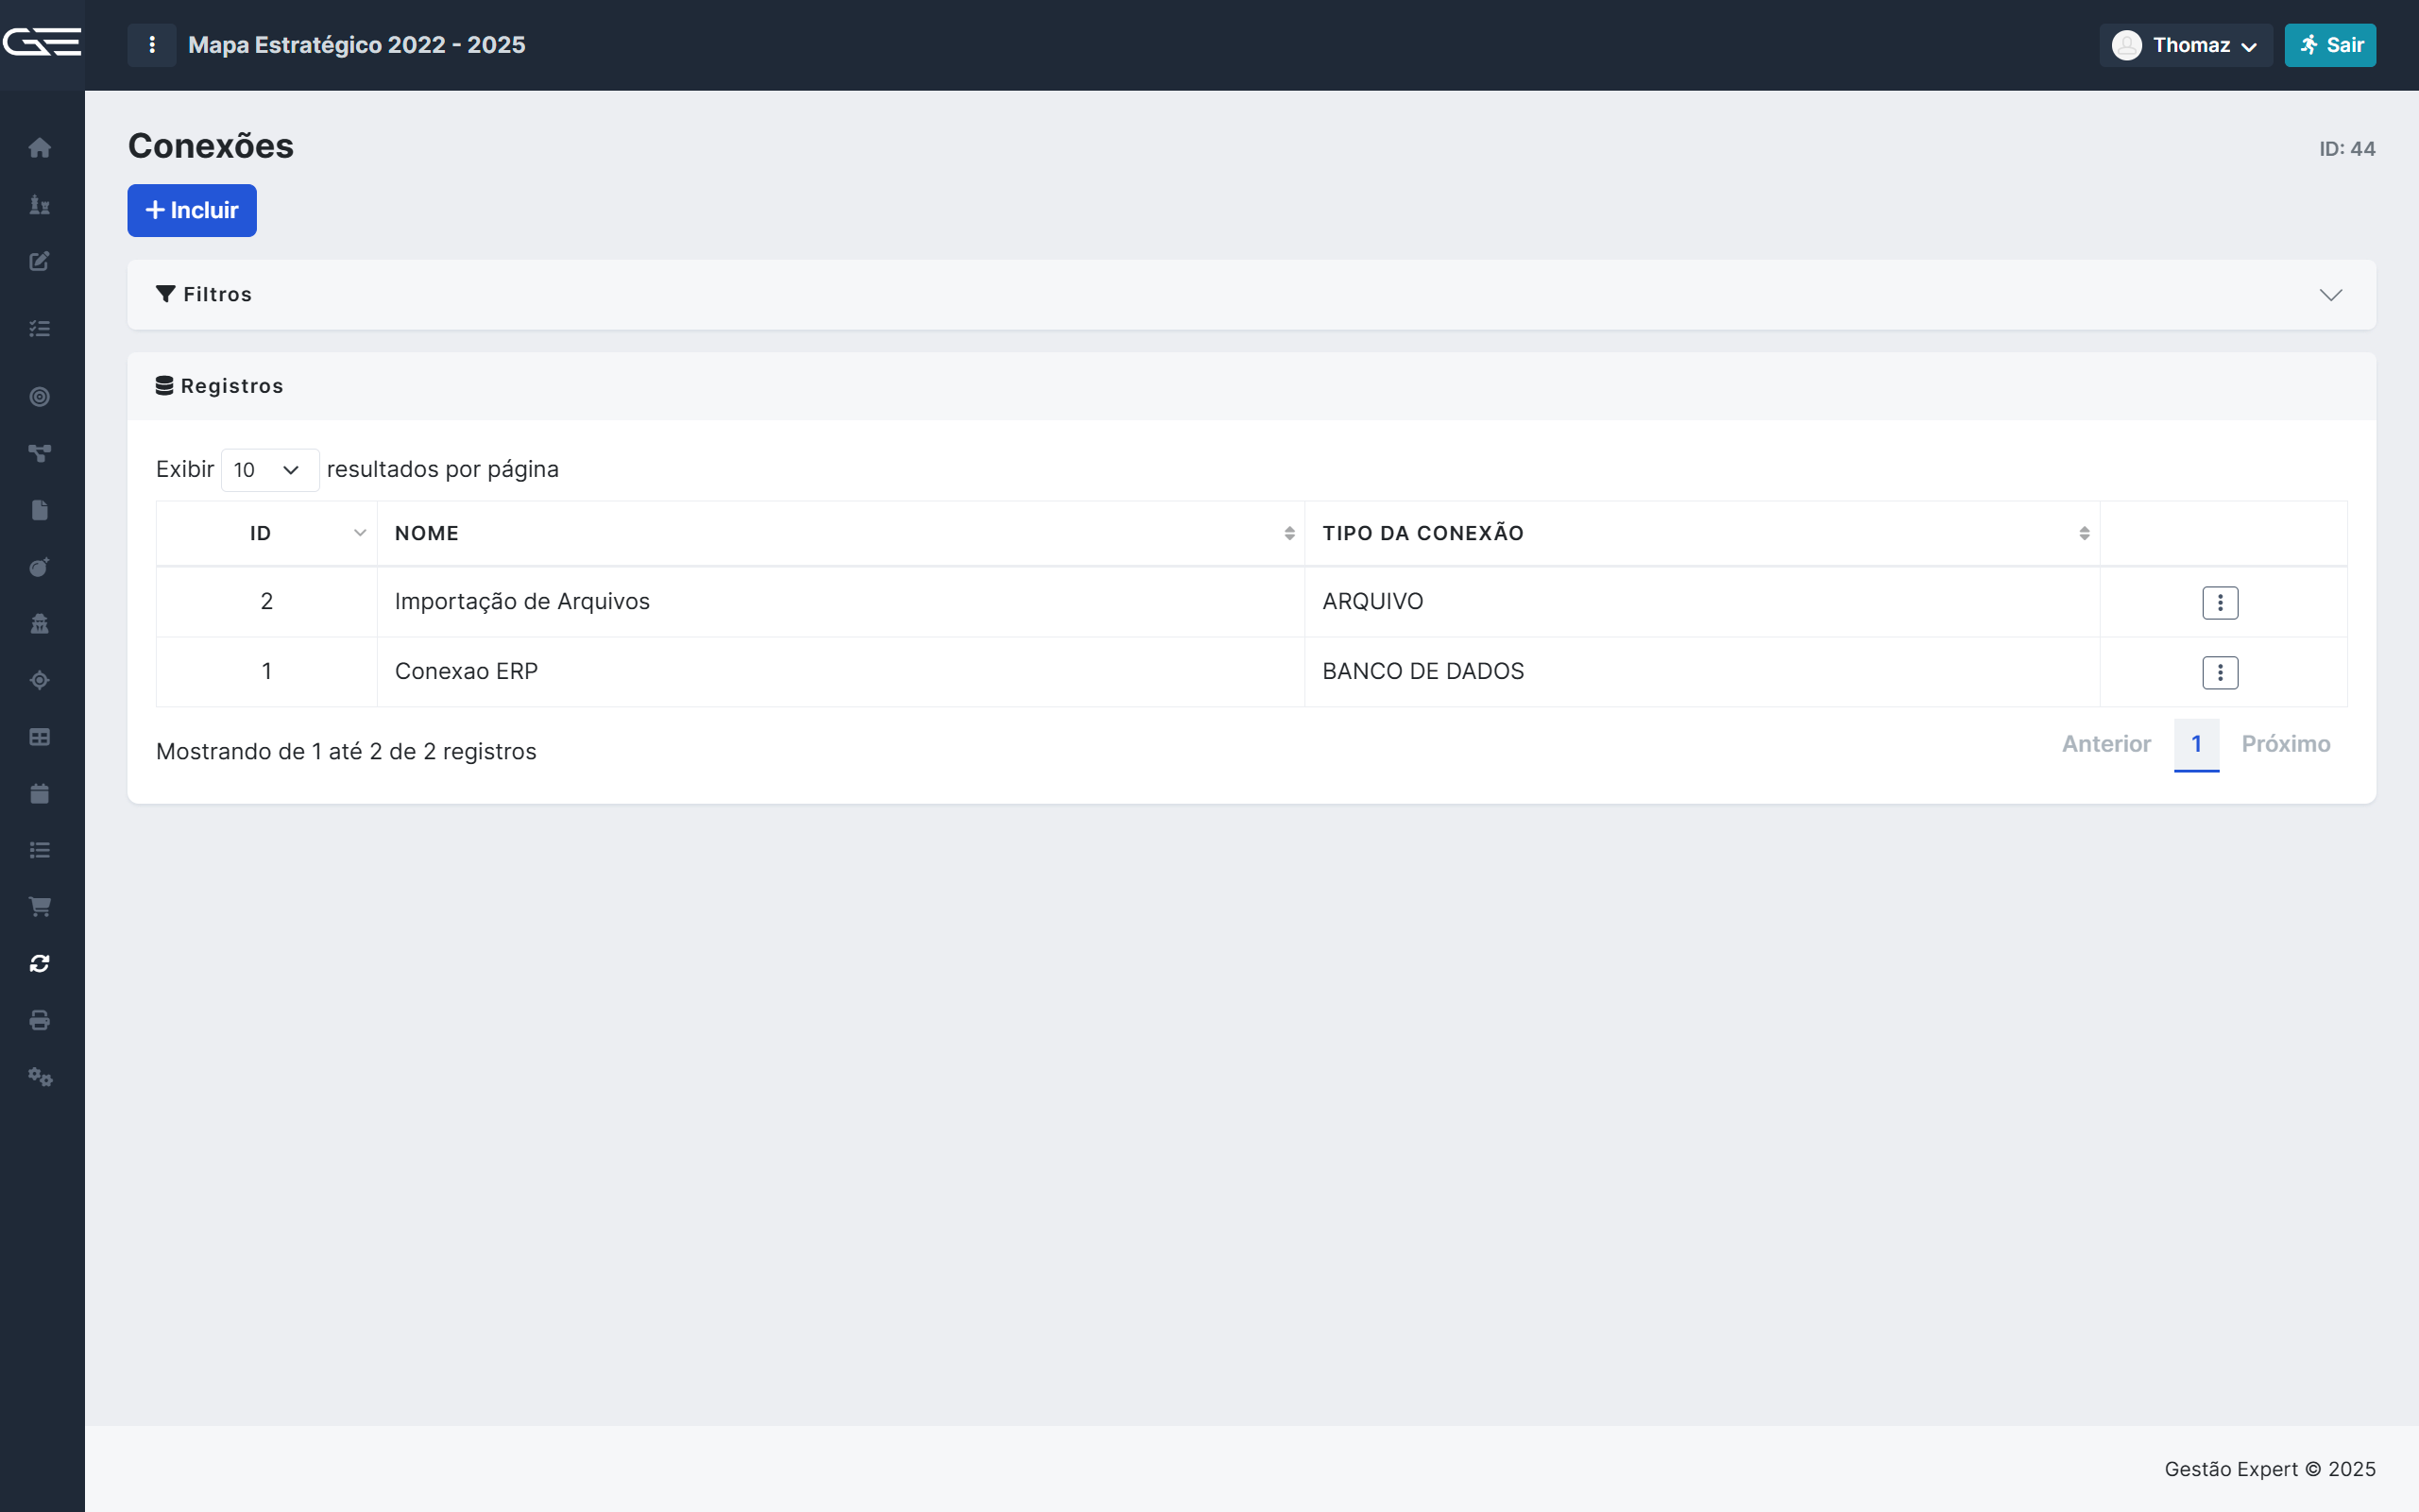 GE
Mapa Estratégico 2022 - 2025
Thomaz
Sair
Conexões
ID: 44
Incluir
Filtros
Registros
Exibir 10 resultados por página
ID NOME TIPO DA CONEXÃO
2 Importação de Arquivos ARQUIVO
1 Conexao ERP BANCO DE DADOS
Mostrando de 1 até 2 de 2 registros
Anterior 1 Próximo
Gestão Expert © 2025